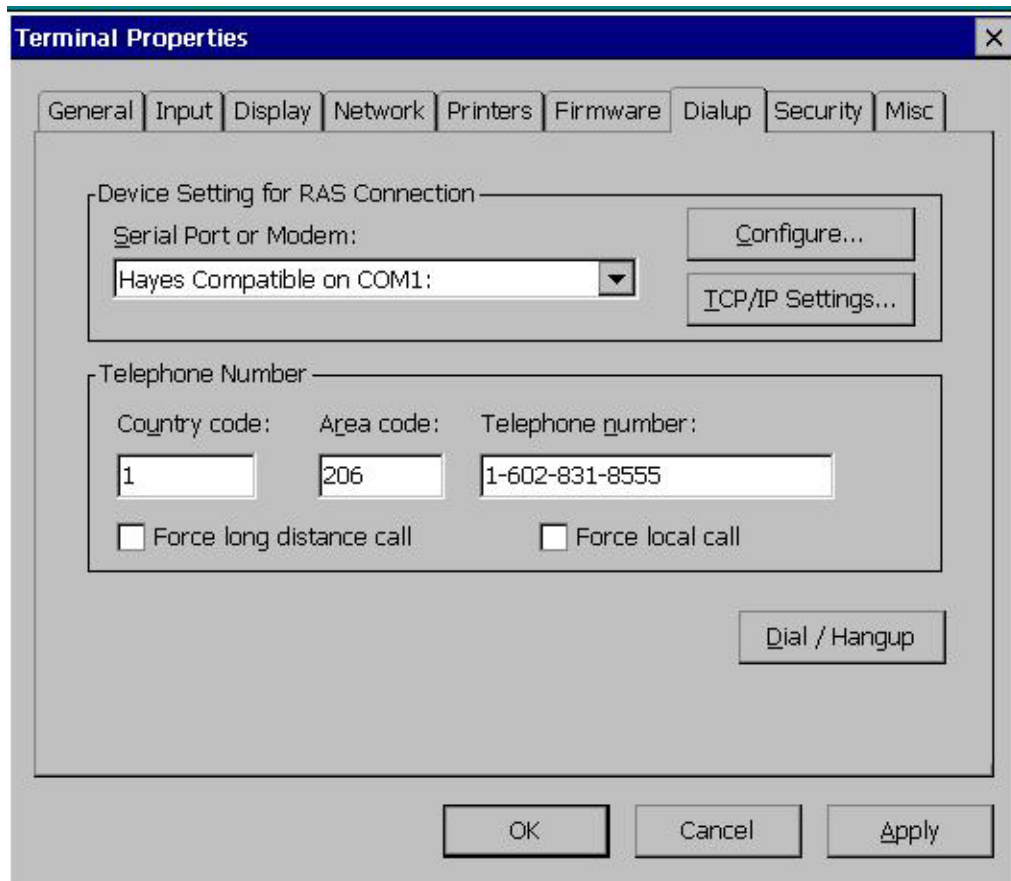 Terminal Properties
General Input Display Network Printers Firmware Dialup Security Misc
Device Setting for RAS Connection
Serial Port or Modem:
Configure...
Hayes Compatible on COM1:
TCP/IP Settings...
Telephone Number
Country code: Area code: Telephone number:
1 206 1-602-831-8555
Force long distance call Force local call
Dial / Hangup
OK Cancel Apply